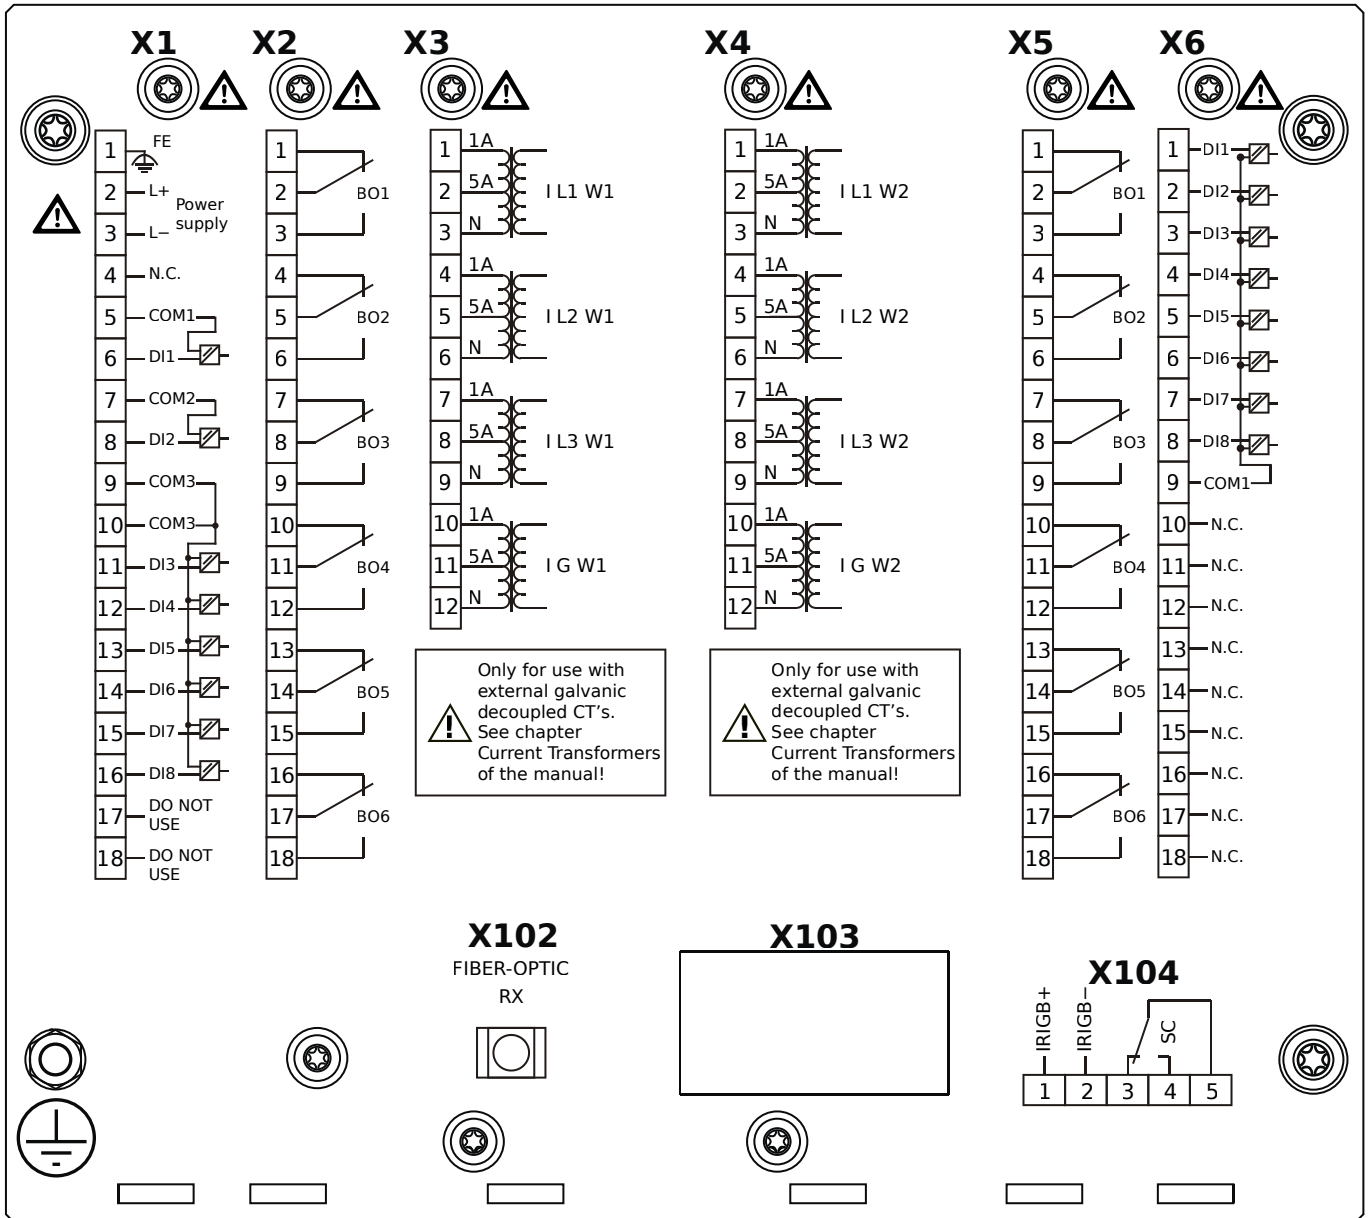 X1
X2
X3
X4
X5
X6
1 FE
2 L+
Power
supply
3 L−
4 N.C.
5 COM1
6 DI1
7 COM2
8 DI2
9 COM3
10 COM3
11 DI3
12 DI4
13 DI5
14 DI6
15 DI7
16 DI8
17 DO NOT
USE
18 DO NOT
USE
1
2 BO1
3
4
5 BO2
6
7
8 BO3
9
10
11 BO4
12
13
14 BO5
15
16
17 BO6
18
1 1A
2 5A I L1 W1
3 N
4 1A
5 5A I L2 W1
6 N
7 1A
8 5A I L3 W1
9 N
10 1A
11 5A I G W1
12 N
Only for use with
external galvanic
decoupled CT's.
See chapter
Current Transformers
of the manual!
1 1A
2 5A I L1 W2
3 N
4 1A
5 5A I L2 W2
6 N
7 1A
8 5A I L3 W2
9 N
10 1A
11 5A I G W2
12 N
Only for use with
external galvanic
decoupled CT's.
See chapter
Current Transformers
of the manual!
1
2 BO1
3
4
5 BO2
6
7
8 BO3
9
10
11 BO4
12
13
14 BO5
15
16
17 BO6
18
1 DI1
2 DI2
3 DI3
4 DI4
5 DI5
6 DI6
7 DI7
8 DI8
9 COM1
10 N.C.
11 N.C.
12 N.C.
13 N.C.
14 N.C.
15 N.C.
16 N.C.
17 N.C.
18 N.C.
X102
FIBER-OPTIC
RX
X103
X104
IRIGB+
IRIGB−
SC
1 2 3 4 5